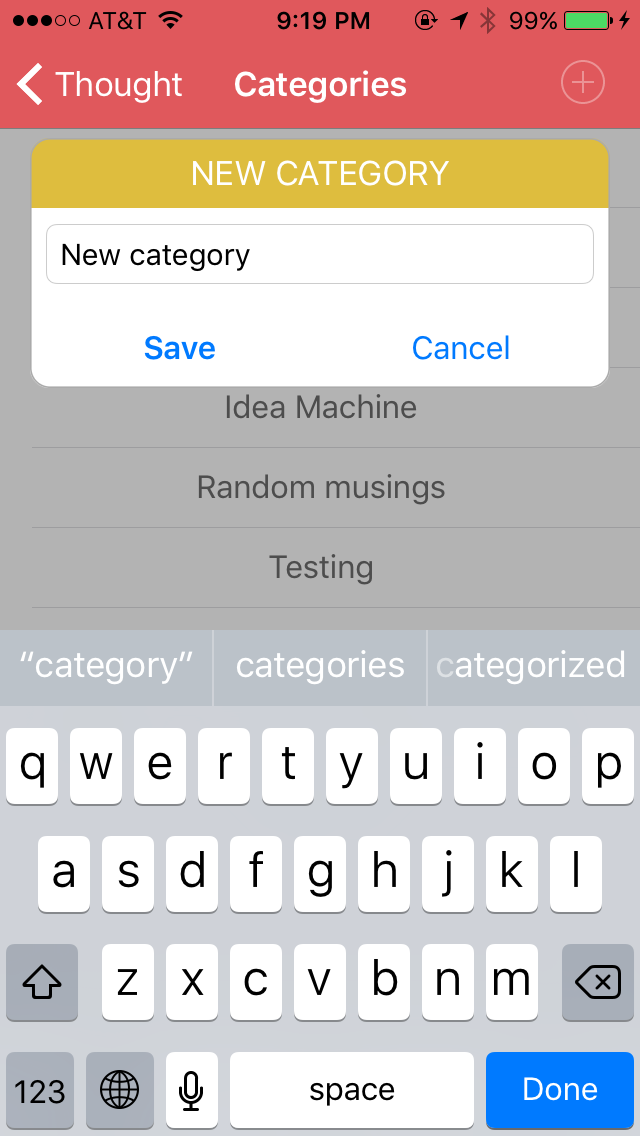 AT&T 9:19 PM 99%
Thought Categories
NEW CATEGORY
New category
Save Cancel
Idea Machine
Random musings
Testing
“category” categories categorized
q w e r t y u i o p
a s d f g h j k l
z x c v b n m
123 space Done